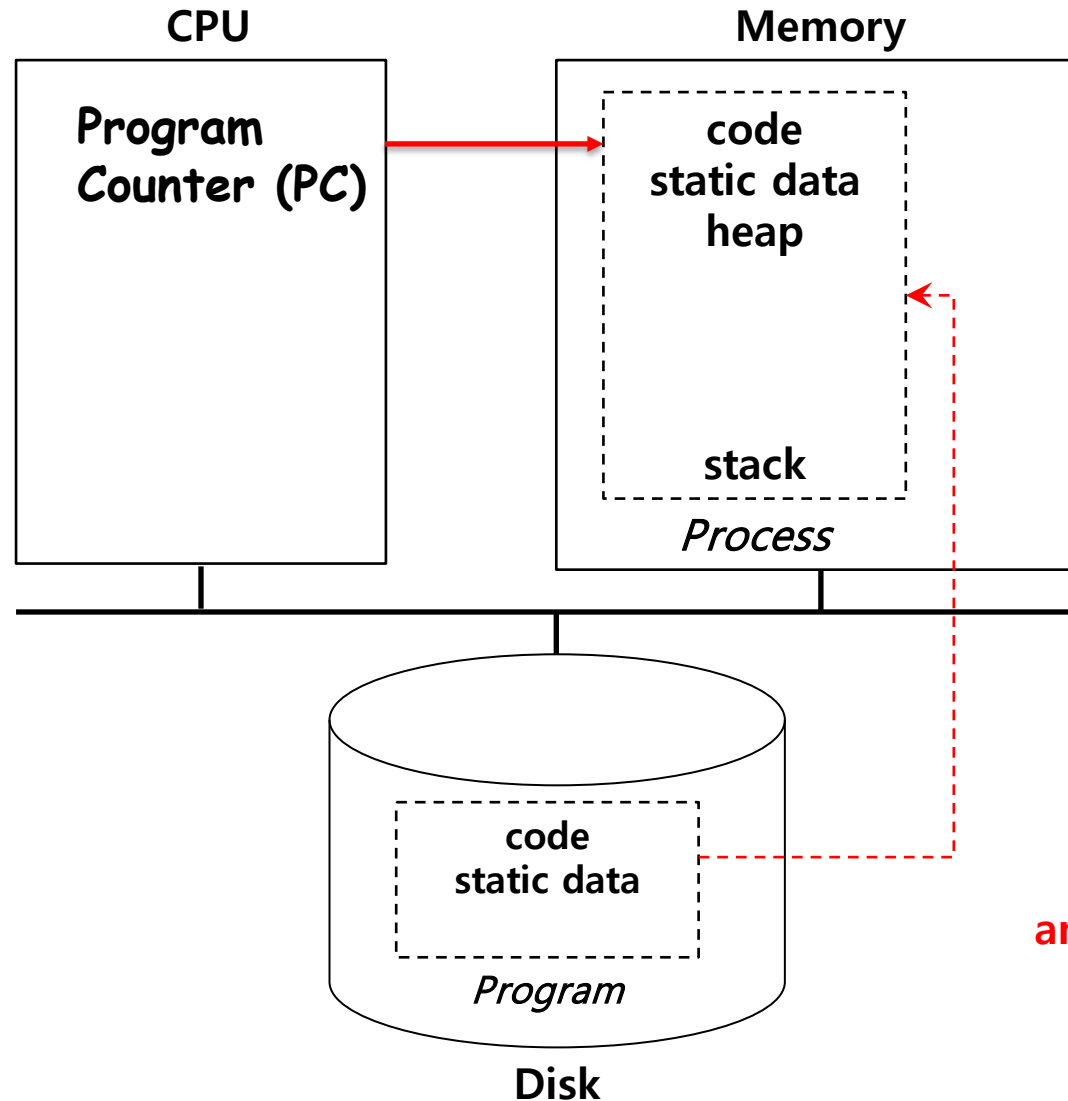 CPU
Memory
Program
Counter (PC)
code
static data
heap
stack
Process
code
static data
Program
Disk